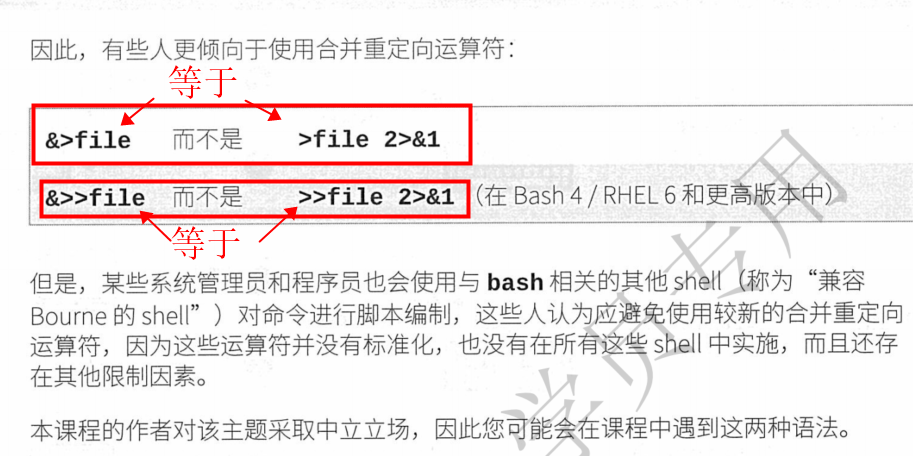 因此，有些人更倾向于使用合并重定向运算符：
等于
&>file 而不是 >file 2>&1
&>>file 而不是 >>file 2>&1 （在 Bash 4 / RHEL 6 和更高版本中）
等于
但是，某些系统管理员和程序员也会使用与 bash 相关的其他 shell（称为“兼容
Bourne 的 shell”）对命令进行脚本编制，这些人认为应避免使用较新的合并重定向
运算符，因为这些运算符并没有标准化，也没有在所有这些 shell 中实施，而且还存
在其他限制因素。
本课程的作者对该主题采取中立立场，因此您可能会在课程中遇到这两种语法。
学员专用